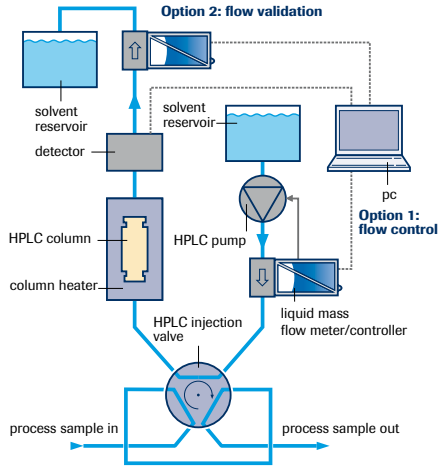 Option 2: flow validation
solvent
reservoir
solvent
reservoir
detector
pc
Option 1:
flow control
HPLC column
HPLC pump
column heater
liquid mass
flow meter/controller
HPLC injection
valve
process sample in
process sample out